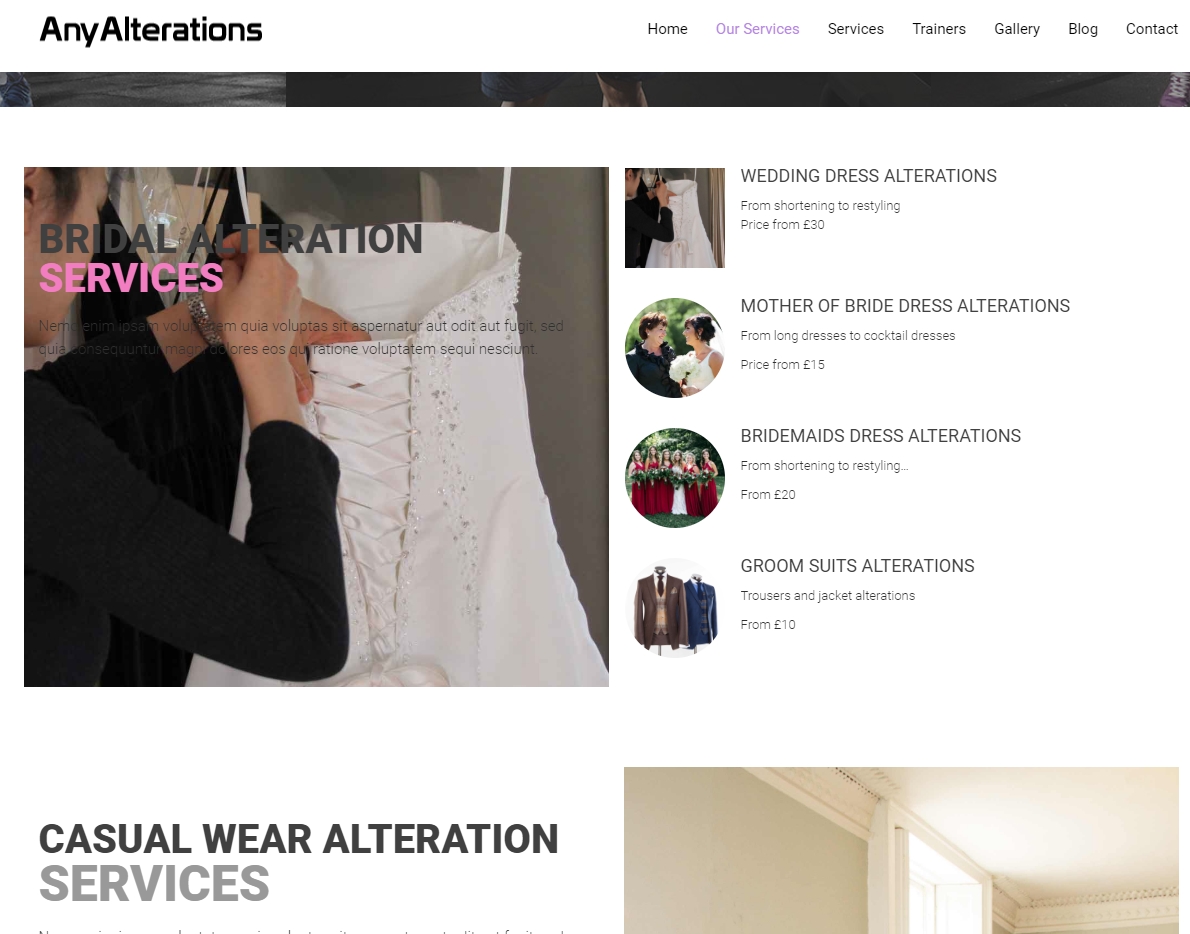 AnyAlterations
Home Our Services Services Trainers Gallery Blog Contact
BRIDAL ALTERATION
SERVICES
Nemo enim ipsam voluptatem quia voluptas sit aspernatur aut odit aut fugit, sed
quia consequuntur magni dolores eos qui ratione voluptatem sequi nesciunt.
WEDDING DRESS ALTERATIONS
From shortening to restyling
Price from £30
MOTHER OF BRIDE DRESS ALTERATIONS
From long dresses to cocktail dresses
Price from £15
BRIDEMAIDS DRESS ALTERATIONS
From shortening to restyling...
From £20
GROOM SUITS ALTERATIONS
Trousers and jacket alterations
From £10
CASUAL WEAR ALTERATION
SERVICES